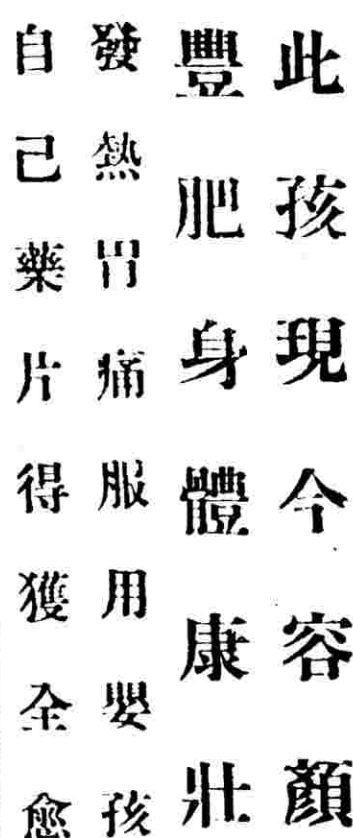 此孩現今容顏
豐肥身體康壯
發熱胃痛服用嬰孩
自己藥片得獲全愈